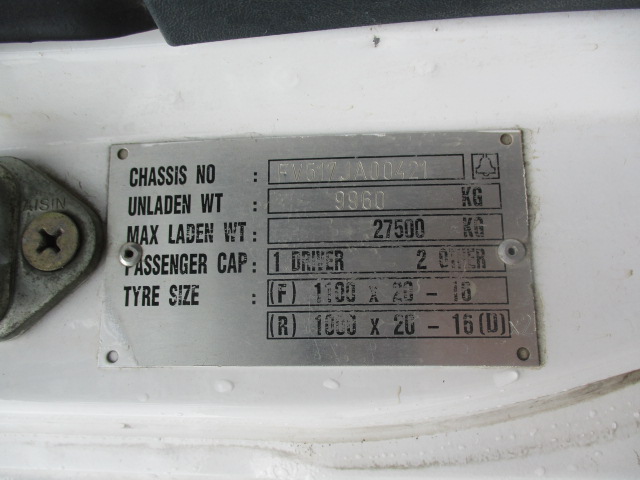 AISIN
CHASSIS NO : FV517JA00421
UNLADEN WT : 9960 KG
MAX LADEN WT : 27500 KG
PASSENGER CAP : 1 DRIVER 2 OTHER
TYRE SIZE : (F) 1100 x 20 - 16
(R) 1000 x 20 - 16 (D)